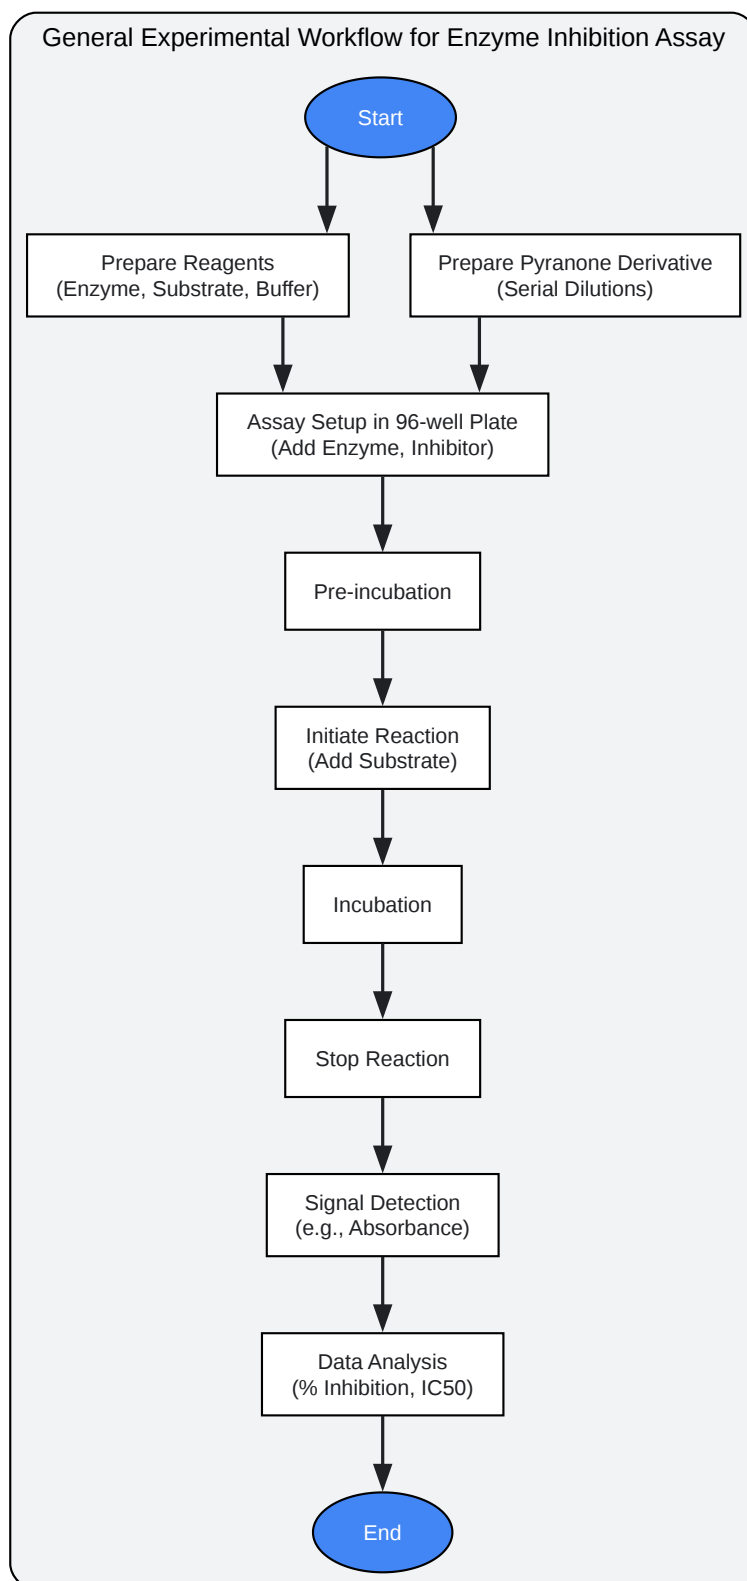 General Experimental Workflow for Enzyme Inhibition Assay
Start
Prepare Reagents
(Enzyme, Substrate, Buffer)
Prepare Pyranone Derivative
(Serial Dilutions)
Assay Setup in 96-well Plate
(Add Enzyme, Inhibitor)
Pre-incubation
Initiate Reaction
(Add Substrate)
Incubation
Stop Reaction
Signal Detection
(e.g., Absorbance)
Data Analysis
(% Inhibition, IC50)
End